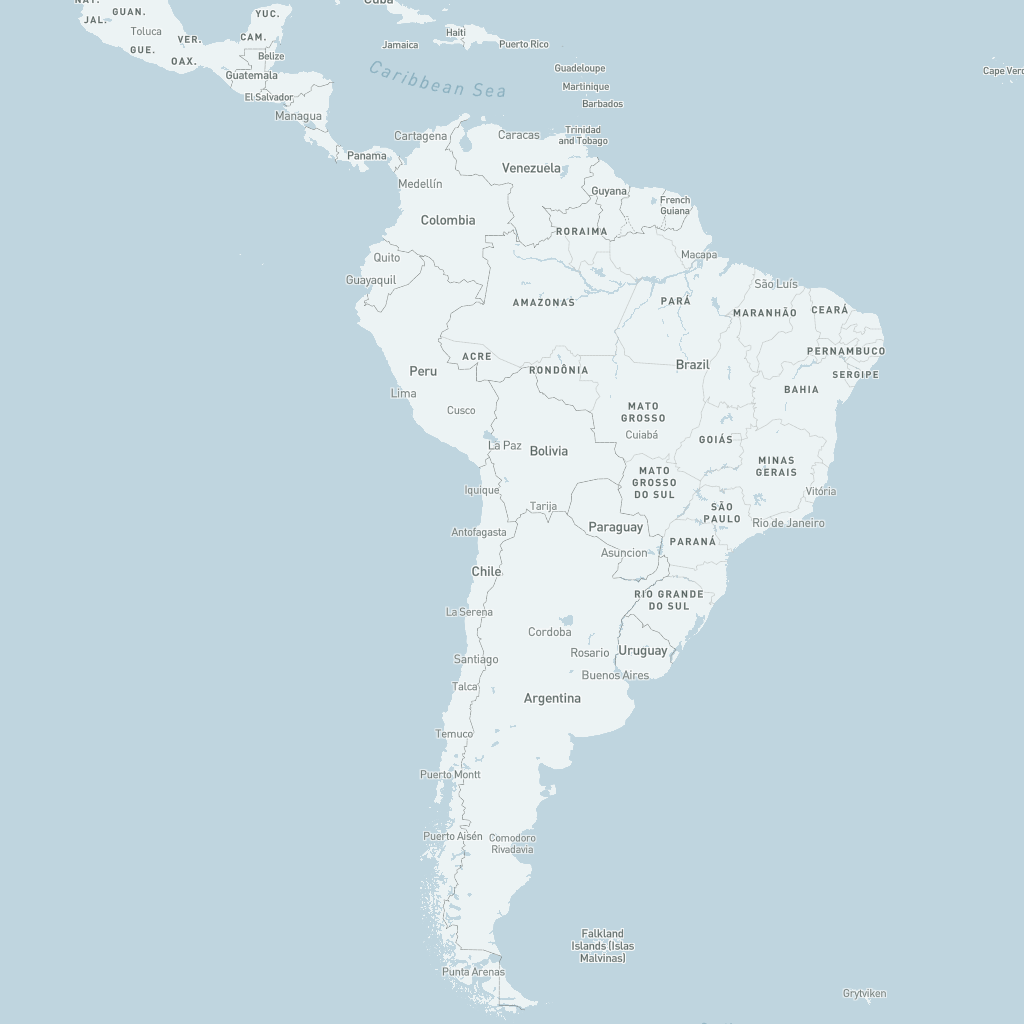 NAY.
Cuba
GUAN.
YUC.
JAL.
Toluca
Haiti
VER.
CAM.
Jamaica
Puerto Rico
GUE.
Belize
OAX.
Guatemala
Caribbean Sea
Guadeloupe
Cape Verd
Martinique
El Salvador
Barbados
Managua
Cartagena
Caracas
Trinidad
and Tobago
Panama
Venezuela
Medellín
Guyana
French
Guiana
Colombia
RORAIMA
Quito
Macapa
Guayaquil
São Luís
AMAZONAS
PARÁ
MARANHÃO
CEARÁ
PERNAMBUCO
ACRE
Peru
RONDÔNIA
Brazil
SERGIPE
Lima
BAHIA
Cusco
MATO
GROSSO
Cuiabá
GOIÁS
La Paz
Bolivia
MINAS
GERAIS
MATO
GROSSO
DO SUL
Iquique
Vitória
Tarija
SÃO
PAULO
Antofagasta
Paraguay
Rio de Janeiro
PARANÁ
Asuncion
Chile
RIO GRANDE
DO SUL
La Serena
Cordoba
Rosario
Uruguay
Santiago
Buenos Aires
Talca
Argentina
Temuco
Puerto Montt
Puerto Aisén
Comodoro
Rivadavia
Falkland
Islands (Islas
Malvinas)
Punta Arenas
Grytviken